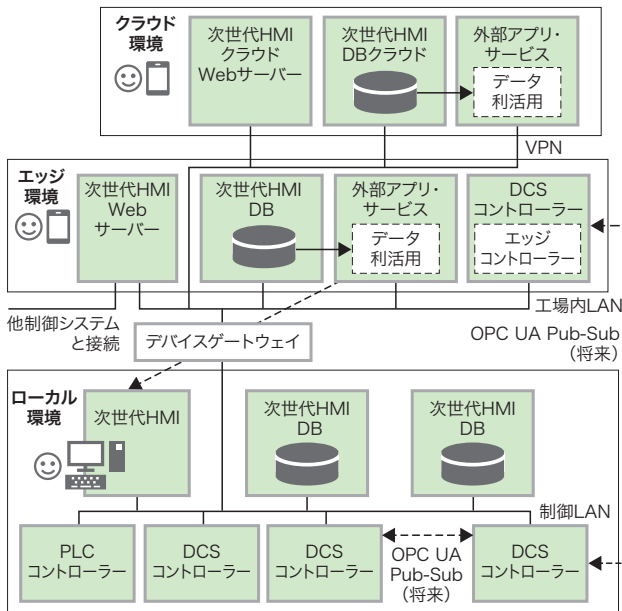 クラウド
環境
次世代HMI
クラウド
Webサーバー
次世代HMI
DBクラウド
外部アプリ・
サービス
データ
利活用
VPN
エッジ
環境
次世代HMI
Web
サーバー
次世代HMI
DB
外部アプリ・
サービス
データ
利活用
DCS
コントローラー
エッジ
コントローラー
工場内LAN
他制御システム
と接続
デバイスゲートウェイ
OPC UA Pub-Sub
（将来）
ローカル
環境
次世代HMI
次世代HMI
DB
次世代HMI
DB
制御LAN
PLC
コントローラー
DCS
コントローラー
DCS
コントローラー
OPC UA
Pub-Sub
（将来）
DCS
コントローラー